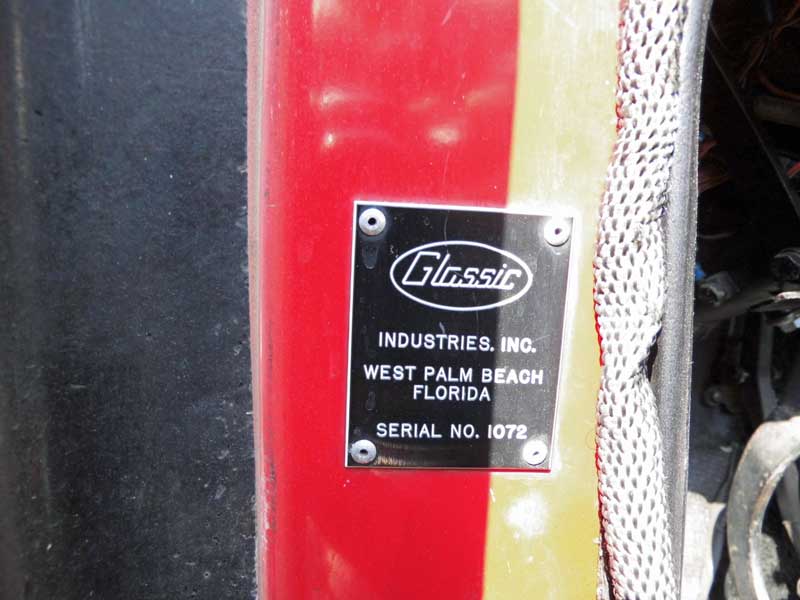 Glassic
INDUSTRIES. INC.
WEST PALM BEACH
FLORIDA
SERIAL NO. 1072